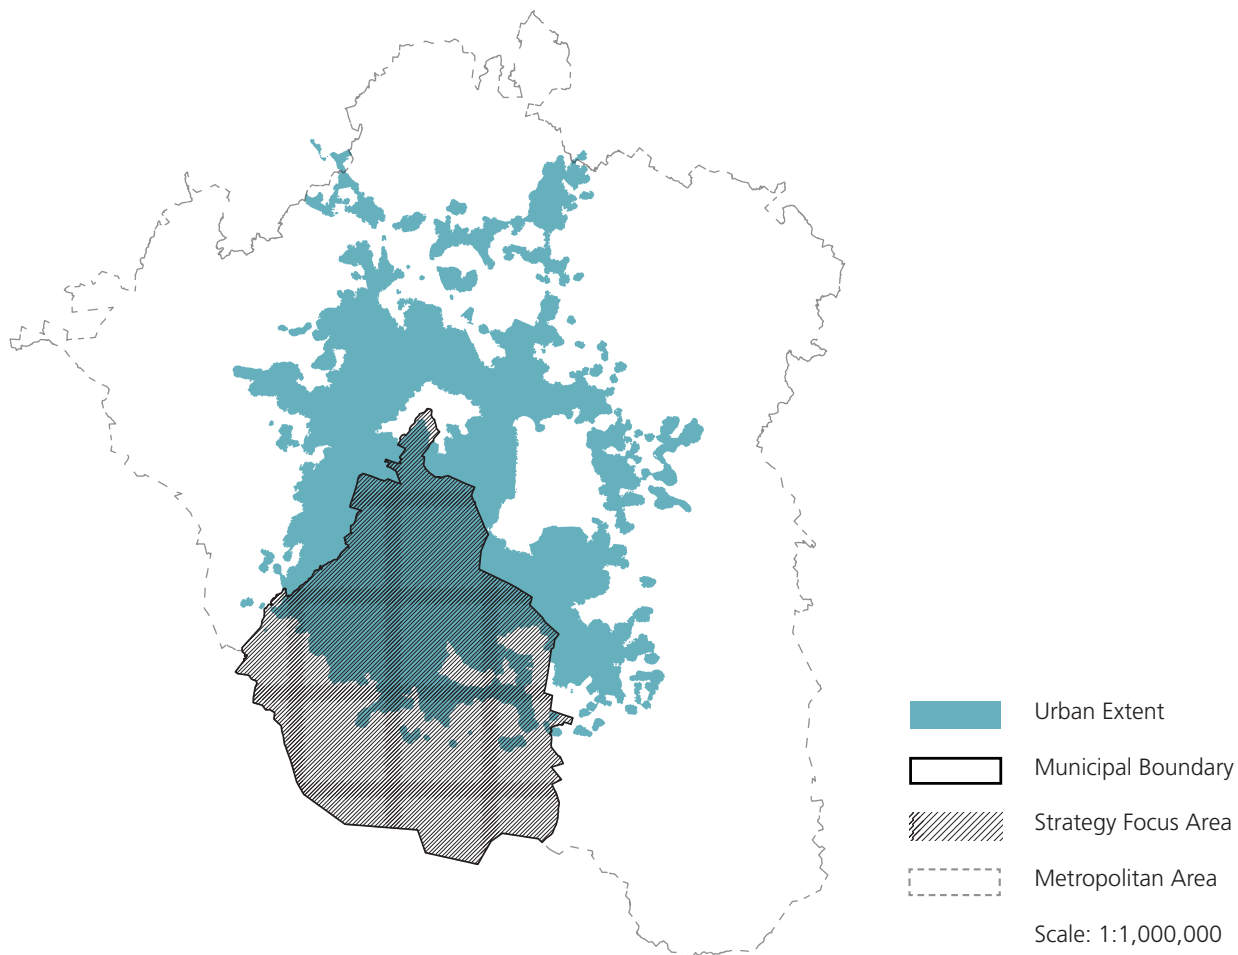 Urban Extent
Municipal Boundary
Strategy Focus Area
Metropolitan Area
Scale: 1:1,000,000